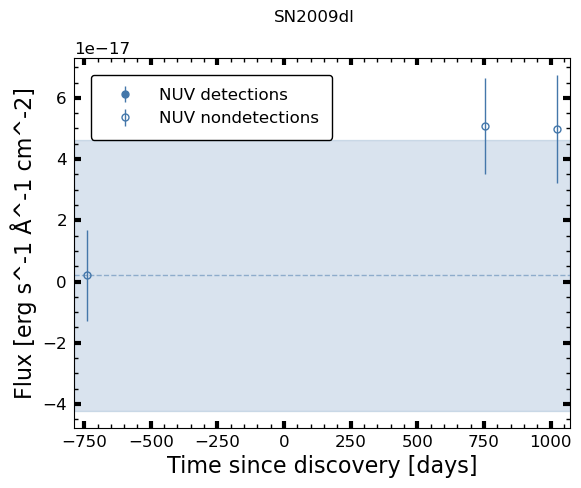 SN2009dl
1e−17
NUV detections
NUV nondetections
Flux [erg s^-1 Å^-1 cm^-2]
6
4
2
0
−2
−4
−750
−500
−250
0
250
500
750
1000
Time since discovery [days]